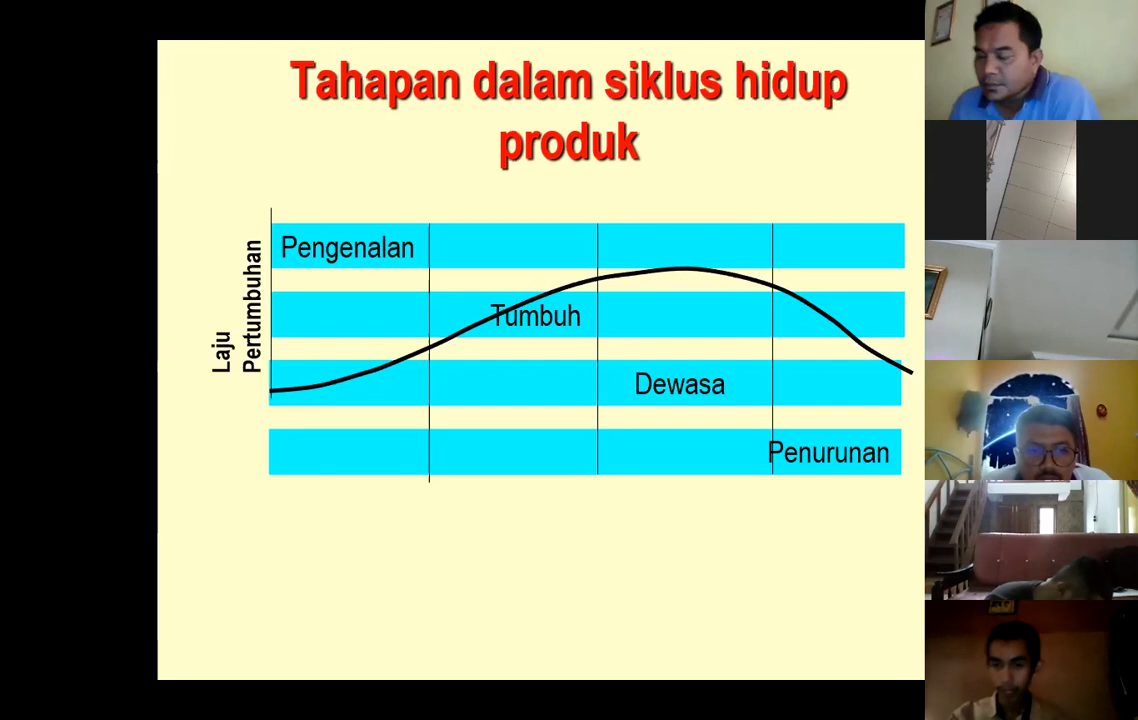 Tahapan dalam siklus hidup
produk
Laju
Pertumbuhan
Pengenalan
Tumbuh
Dewasa
Penurunan